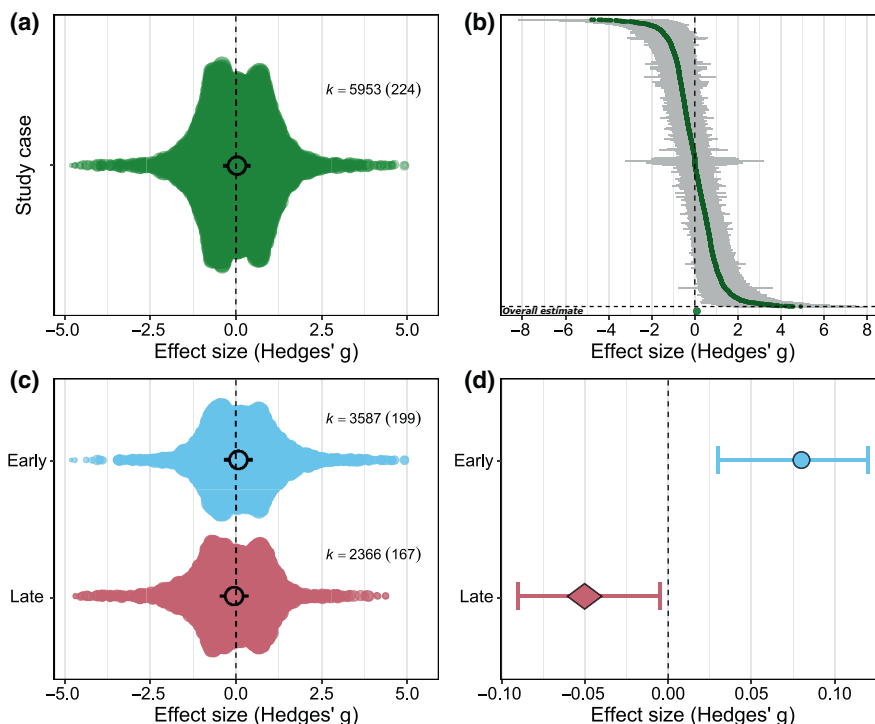 (a)
k = 5953 (224)
Study case
−5.0 −2.5 0.0 2.5 5.0
Effect size (Hedges' g)
(b)
Overall estimate
−8 −6 −4 −2 0 2 4 6 8
Effect size (Hedges' g)
(c)
k = 3587 (199)
Early
k = 2366 (167)
Late
−5.0 −2.5 0.0 2.5 5.0
Effect size (Hedges' g)
(d)
Early
Late
−0.10 −0.05 0.00 0.05 0.10
Effect size (Hedges' g)